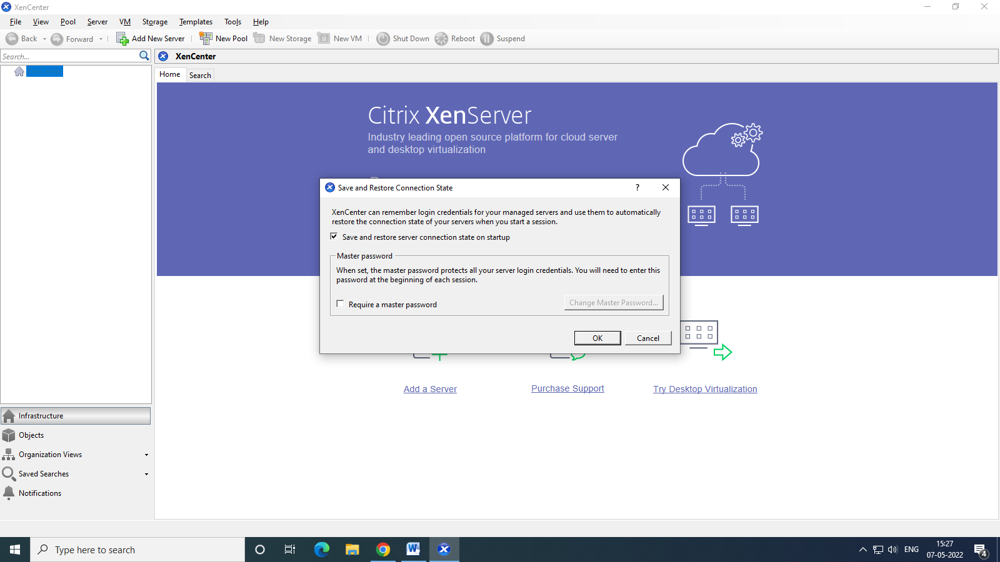 XenCenter
File View Pool Server VM Storage Templates Tools Help
Back Forward Add New Server New Pool New Storage New VM Shut Down Reboot Suspend
Search...
XenCenter
Home Search
Citrix XenServer
Industry leading open source platform for cloud server
and desktop virtualization
Save and Restore Connection State ?
XenCenter can remember login credentials for your managed servers and use them to automatically
restore the connection state of your servers when you start a session.
Save and restore server connection state on startup
Master password
When set, the master password protects all your server login credentials. You will need to enter this
password at the beginning of each session.
Require a master password Change Master Password...
OK Cancel
Add a Server Purchase Support Try Desktop Virtualization
Infrastructure
Objects
Organization Views
Saved Searches
Notifications
Type here to search
ENG
15:27
07-05-2022
4